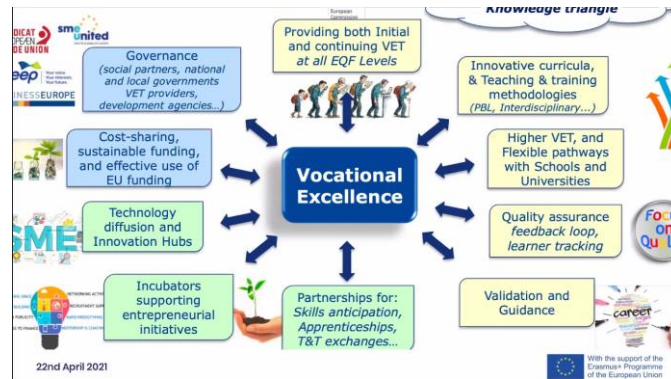 European
Commission
Knowledge triangle
sme
united
Governance
(social partners, national
and local governments
VET providers,
development agencies...)
Providing both Initial
and continuing VET
at all EQF Levels
Innovative curricula,
& Teaching & training
methodologies
(PBL, Interdisciplinary...)
Cost-sharing,
sustainable funding,
and effective use of
EU funding
Vocational
Excellence
Higher VET, and
Flexible pathways
with Schools and
Universities
Technology
diffusion and
Innovation Hubs
Quality assurance
feedback loop,
learner tracking
Incubators
supporting
entrepreneurial
initiatives
Partnerships for:
Skills anticipation,
Apprenticeships,
T&T exchanges...
Validation and
Guidance
career
22nd April 2021
With the support of the
Erasmus+ Programme
of the European Union